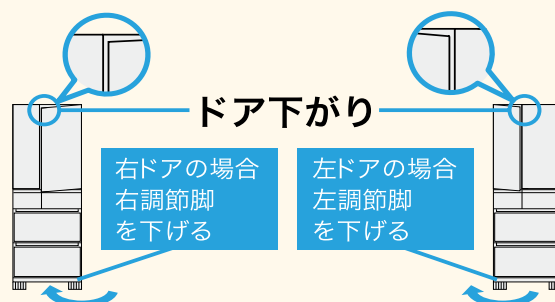 ドア下がり
右ドアの場合
右調節脚
を下げる
左ドアの場合
左調節脚
を下げる